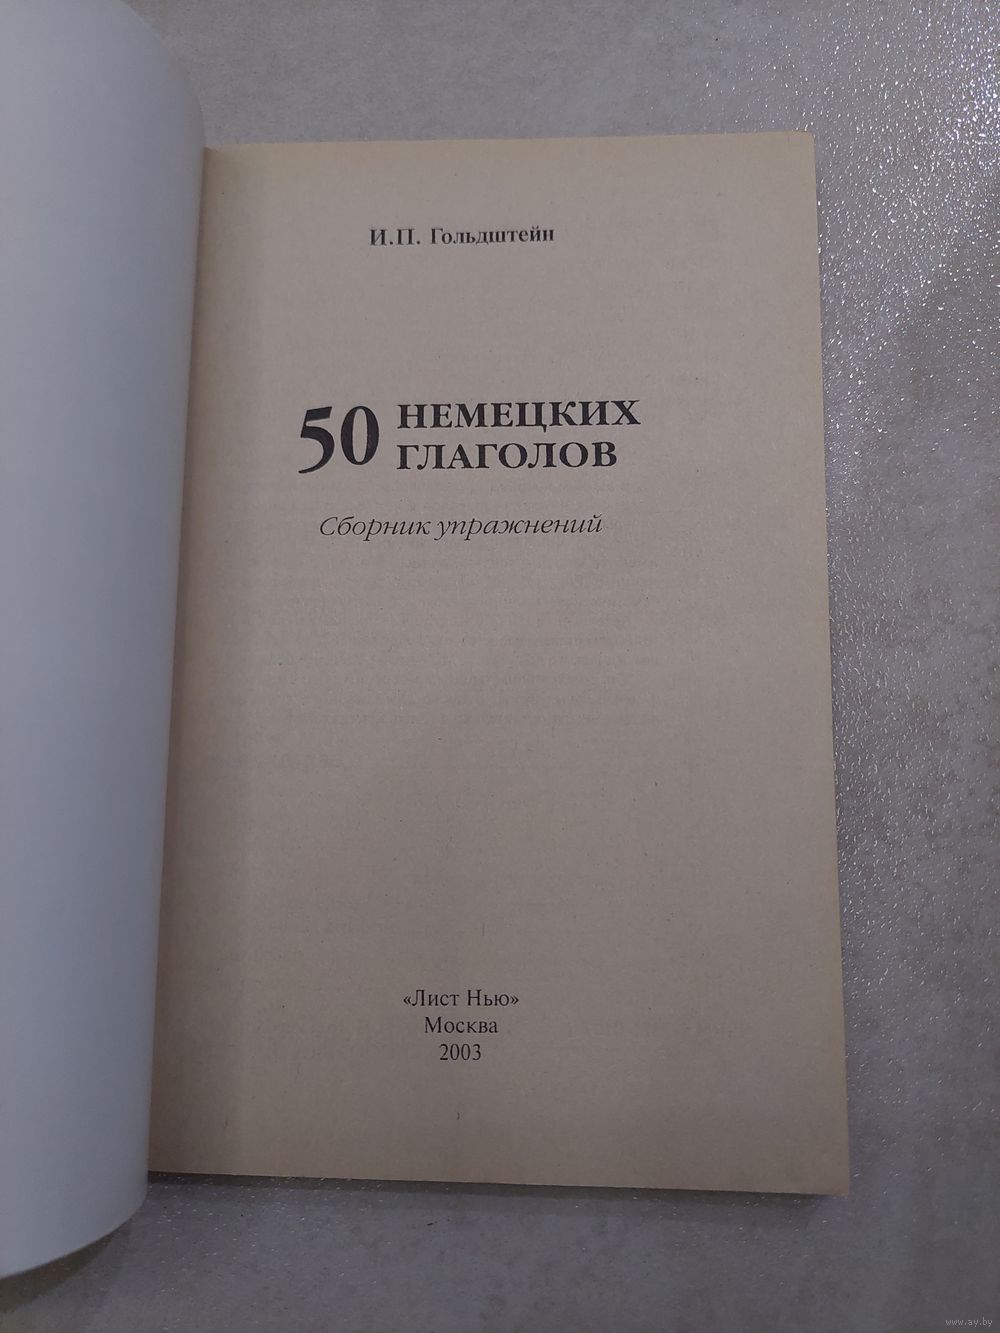 И.П. Гольдштейн
50 НЕМЕЦКИХ
ГЛАГОЛОВ
Сборник упражнений
«Лист Нью»
Москва
2003
www.ay.by